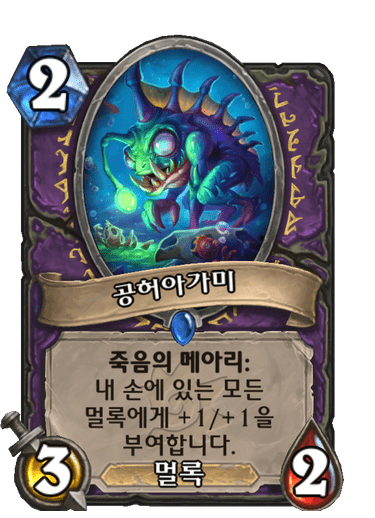 2
공허아가미
죽음의 메아리:
내 손에 있는 모든
멀록에게 +1/+1을
부여합니다.
3
멀록
2